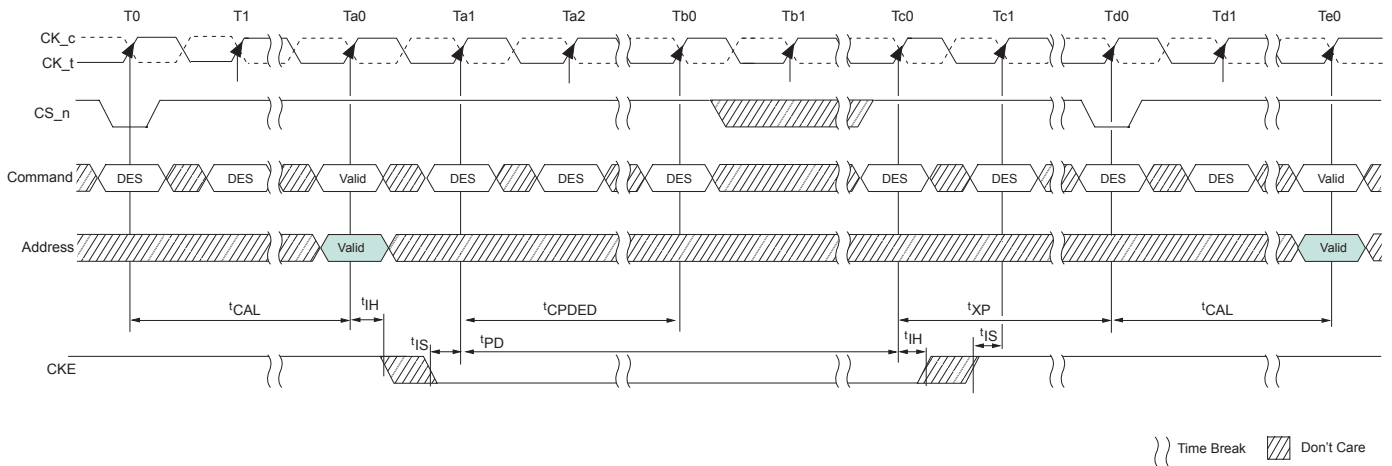 T0 T1 Ta0 Ta1 Ta2 Tb0 Tb1 Tc0 Tc1 Td0 Td1 Te0
CK_c
CK_t
CS_n
Command DES DES Valid DES DES DES DES DES DES DES Valid
Address Valid Valid
tCAL tIH tCPDED tXP tCAL
tIS tPD tIH tIS
CKE
Time Break Don't Care